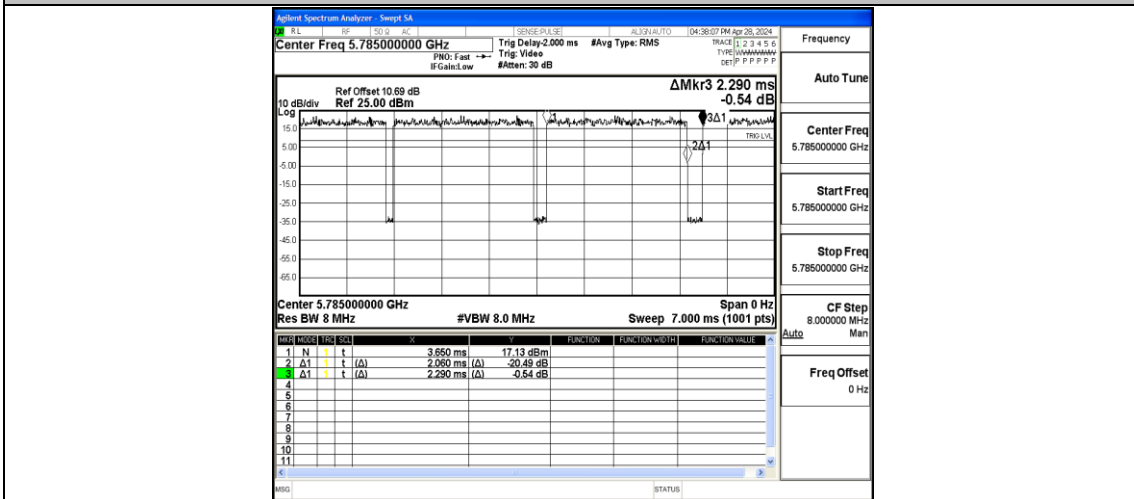 Agilent Spectrum Analyzer - Swept SA
RL RF 50 Ω AC SENSE:PULSE ALIGNAUTO 04:38:07 PM Apr 28, 2024
Center Freq 5.785000000 GHz Trig Delay-2.000 ms #Avg Type: RMS TRACE 1 2 3 4 5 6
PNO: Fast Trig: Video TYPE
IFGain:Low #Atten: 30 dB DET P P P P P P
ΔMkr3 2.290 ms
-0.54 dB
Ref Offset 10.69 dB
10 dB/div Ref 25.00 dBm
Log
15.0
5.00
-5.00
-15.0
-25.0
-35.0
-45.0
-55.0
-65.0
1
3Δ1
TRIG LVL
2Δ1
Center 5.785000000 GHz Span 0 Hz
Res BW 8 MHz #VBW 8.0 MHz Sweep 7.000 ms (1001 pts)
MKR MODE TRC SCL X Y FUNCTION FUNCTION WIDTH FUNCTION VALUE
1 N 1 t 3.650 ms 17.13 dBm
2 Δ1 1 t (Δ) 2.060 ms (Δ) -20.49 dB
3 Δ1 1 t (Δ) 2.290 ms (Δ) -0.54 dB
4
5
6
7
8
9
10
11
MSG STATUS
Frequency
Auto Tune
Center Freq
5.785000000 GHz
Start Freq
5.785000000 GHz
Stop Freq
5.785000000 GHz
CF Step
8.000000 MHz
Auto Man
Freq Offset
0 Hz